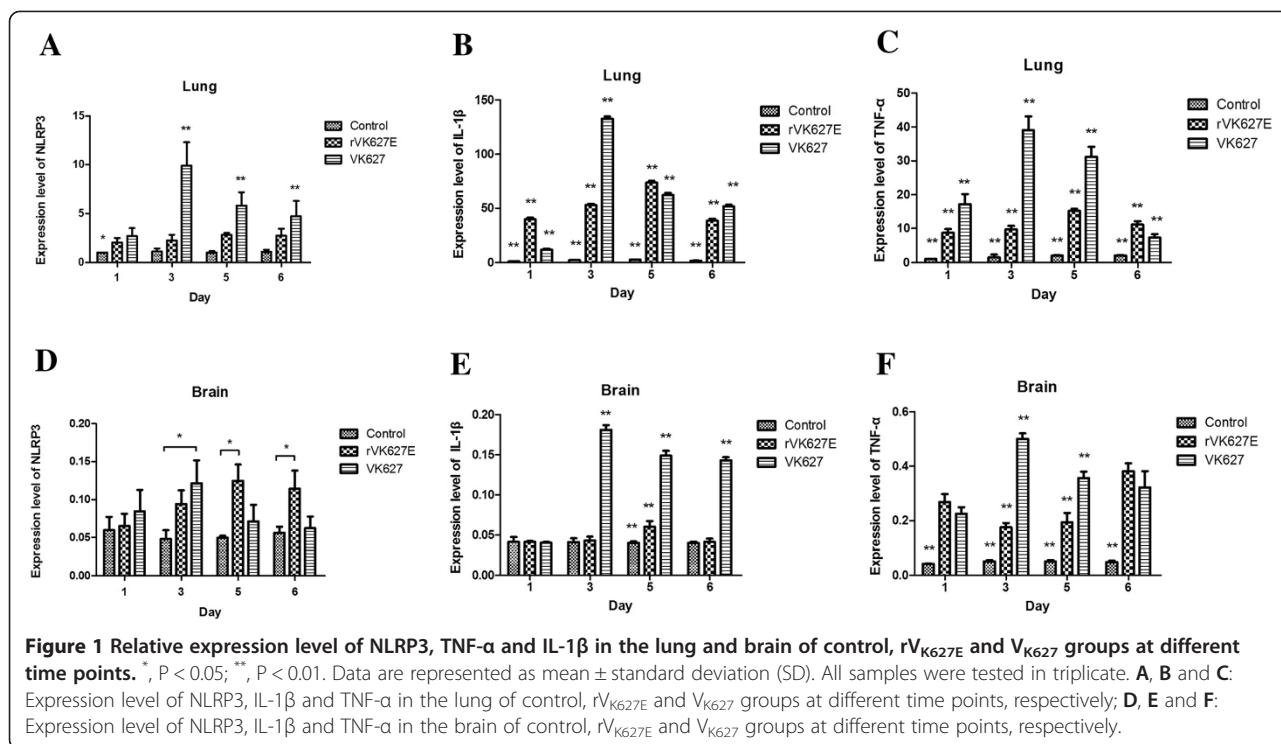 A
Lung
Expression level of NLRP3
15
10
5
0
* ** ** **
1 3 5 6
Day
Control
rVK627E
VK627
B
Lung
Expression level of IL-1β
150
100
50
0
** ** ** ** ** ** ** ** ** ** ** **
1 3 5 6
Day
Control
rVK627E
VK627
C
Lung
Expression level of TNF-α
50
40
30
20
10
0
** ** ** ** ** ** ** ** ** ** ** **
1 3 5 6
Day
Control
rVK627E
VK627
D
Brain
Expression level of NLRP3
0.20
0.15
0.10
0.05
0.00
* * *
1 3 5 6
Day
Control
rVK627E
VK627
E
Brain
Expression level of IL-1β
0.20
0.15
0.10
0.05
0.00
** ** ** ** **
1 3 5 6
Day
Control
rVK627E
VK627
F
Brain
Expression level of TNF-α
0.6
0.4
0.2
0.0
** ** ** ** ** ** ** **
1 3 5 6
Day
Control
rVK627E
VK627
Figure 1 Relative expression level of NLRP3, TNF-α and IL-1β in the lung and brain of control, rVK627E and VK627 groups at different
time points. *, P < 0.05; **, P < 0.01. Data are represented as mean ± standard deviation (SD). All samples were tested in triplicate. A, B and C:
Expression level of NLRP3, IL-1β and TNF-α in the lung of control, rVK627E and VK627 groups at different time points, respectively; D, E and F:
Expression level of NLRP3, IL-1β and TNF-α in the brain of control, rVK627E and VK627 groups at different time points, respectively.